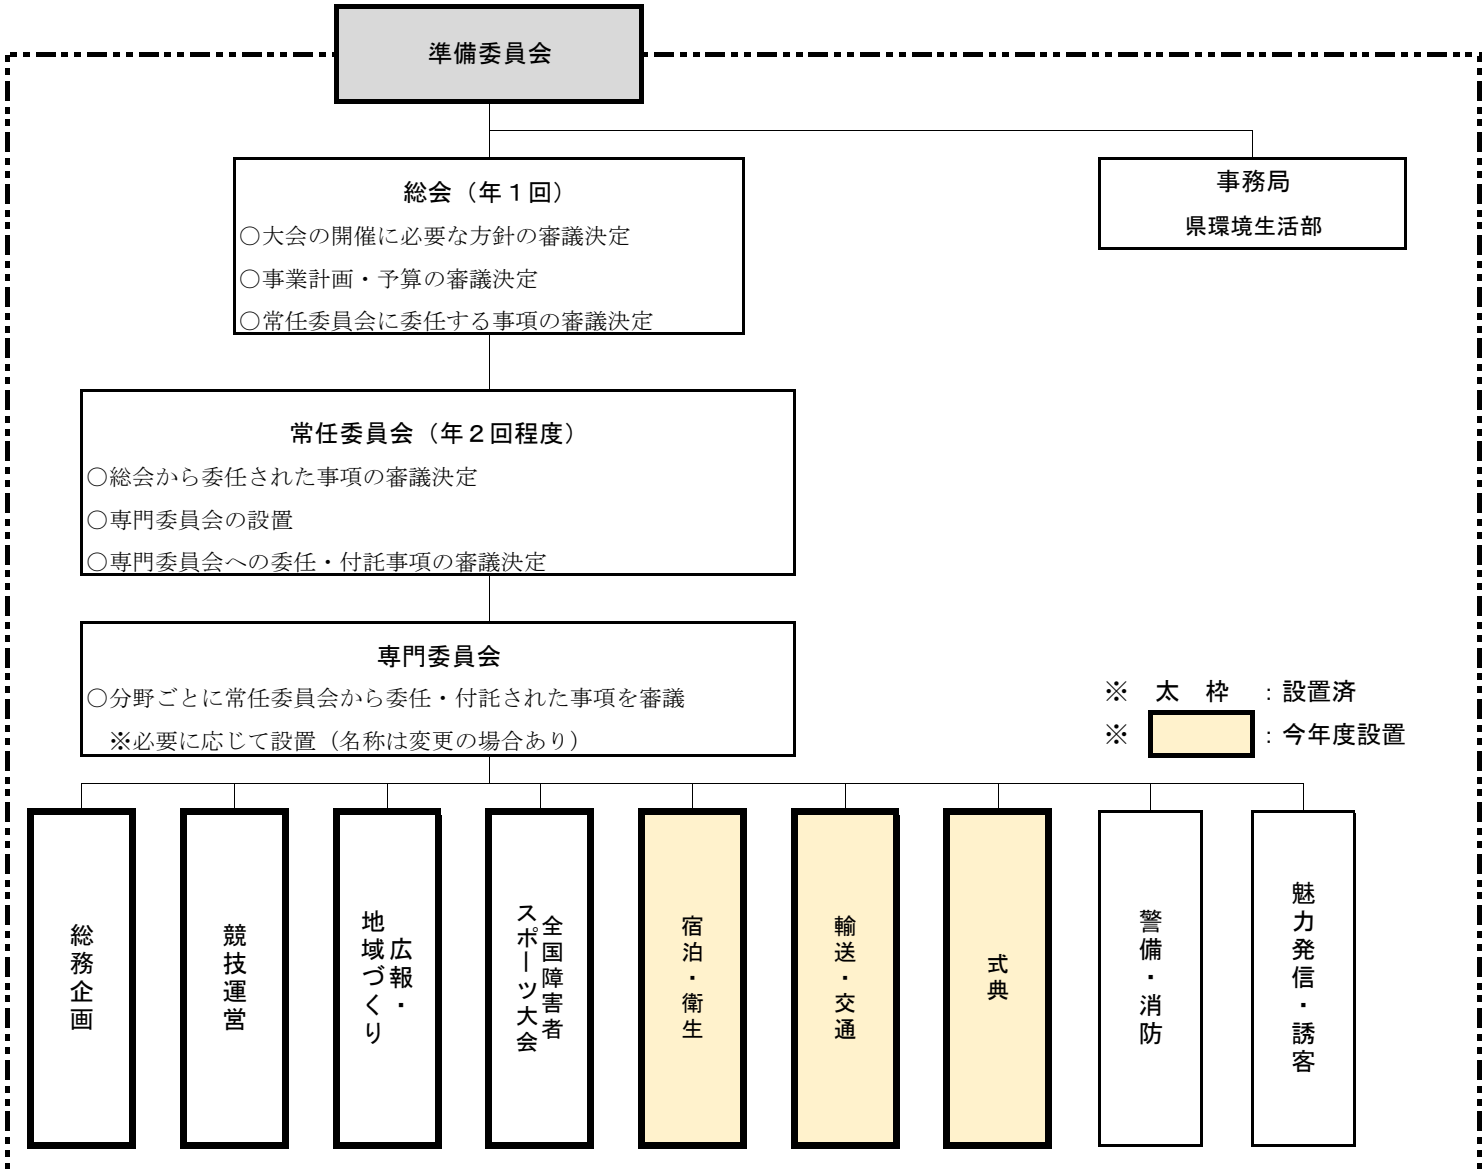 準備委員会
総会（年１回）
○大会の開催に必要な方針の審議決定
○事業計画・予算の審議決定
○常任委員会に委任する事項の審議決定
事務局
県環境生活部
常任委員会（年２回程度）
○総会から委任された事項の審議決定
○専門委員会の設置
○専門委員会への委任・付託事項の審議決定
専門委員会
○分野ごとに常任委員会から委任・付託された事項を審議
※必要に応じて設置（名称は変更の場合あり）
※　太　枠　：設置済
※　：今年度設置
総務企画
競技運営
広報・
地域づくり
全国障害者
スポーツ大会
宿泊・衛生
輸送・交通
式典
警備・消防
魅力発信・誘客